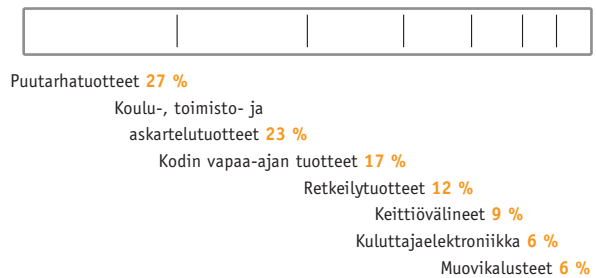 Puutarhatuotteet 27 %
Koulu-, toimisto- ja
askartelutuotteet 23 %
Kodin vapaa-ajan tuotteet 17 %
Retkeilytuotteet 12 %
Keittiövälineet 9 %
Kuluttajaelektroniikka 6 %
Muovikalusteet 6 %